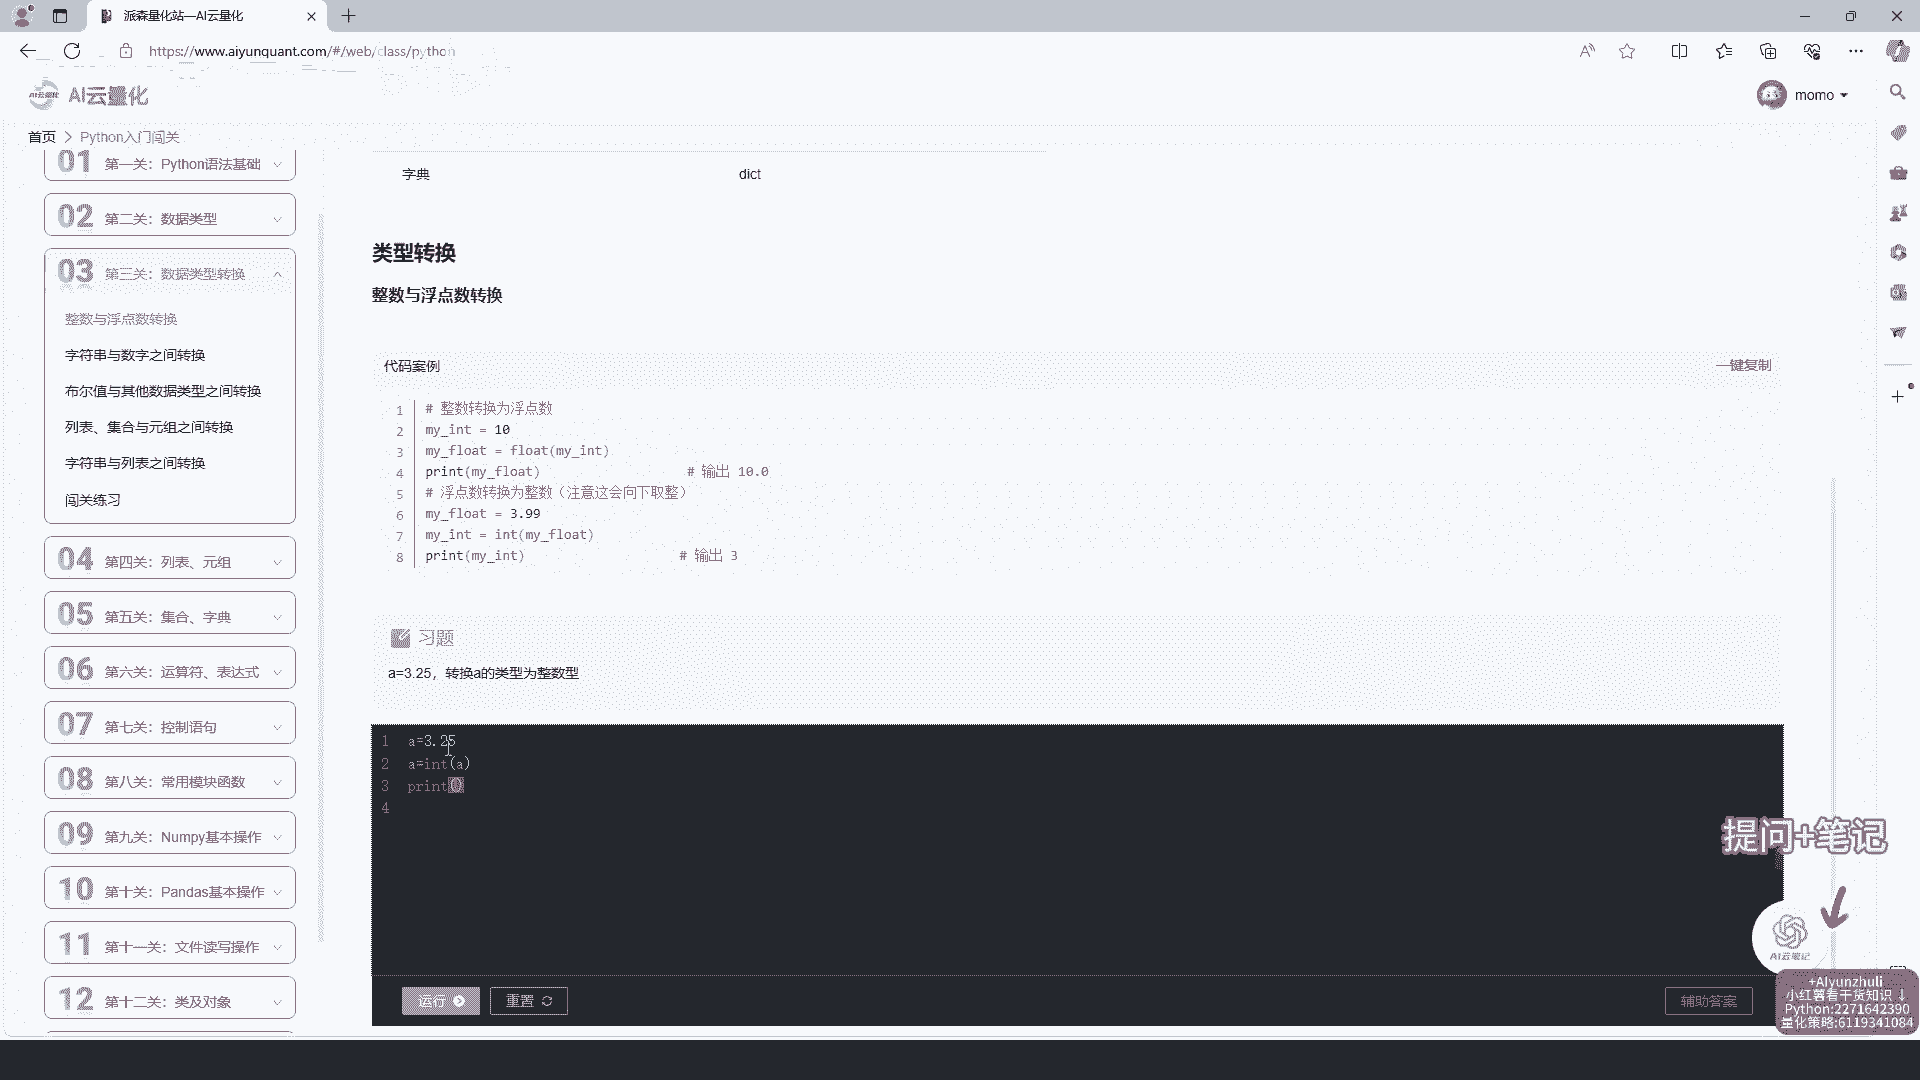 派森量化站—AI云量化
https://www.aiyunquant.com/#/web/class/python
AI云量化
momo
首页 > Python入门闯关
01 第一关：Python语法基础
02 第二关：数据类型
03 第三关：数据类型转换
整数与浮点数转换
字符串与数字之间转换
布尔值与其他数据类型之间转换
列表、集合与元组之间转换
字符串与列表之间转换
闯关练习
04 第四关：列表、元组
05 第五关：集合、字典
06 第六关：运算符、表达式
07 第七关：控制语句
08 第八关：常用模块函数
09 第九关：Numpy基本操作
10 第十关：Pandas基本操作
11 第十一关：文件读写操作
12 第十二关：类及对象
字典 dict
类型转换
整数与浮点数转换
代码案例 一键复制
1 # 整数转换为浮点数
2 my_int = 10
3 my_float = float(my_int)
4 print(my_float) # 输出 10.0
5 # 浮点数转换为整数（注意这会向下取整）
6 my_float = 3.99
7 my_int = int(my_float)
8 print(my_int) # 输出 3
习题
a=3.25，转换a的类型为整数型
1 a=3.25
2 a=int(a)
3 print()
4
运行 重置 辅助答案
提问+笔记
AI云笔记
+AIyunzhuli
小红薯看干货知识↓
Python:2271642390
量化策略:6119341084